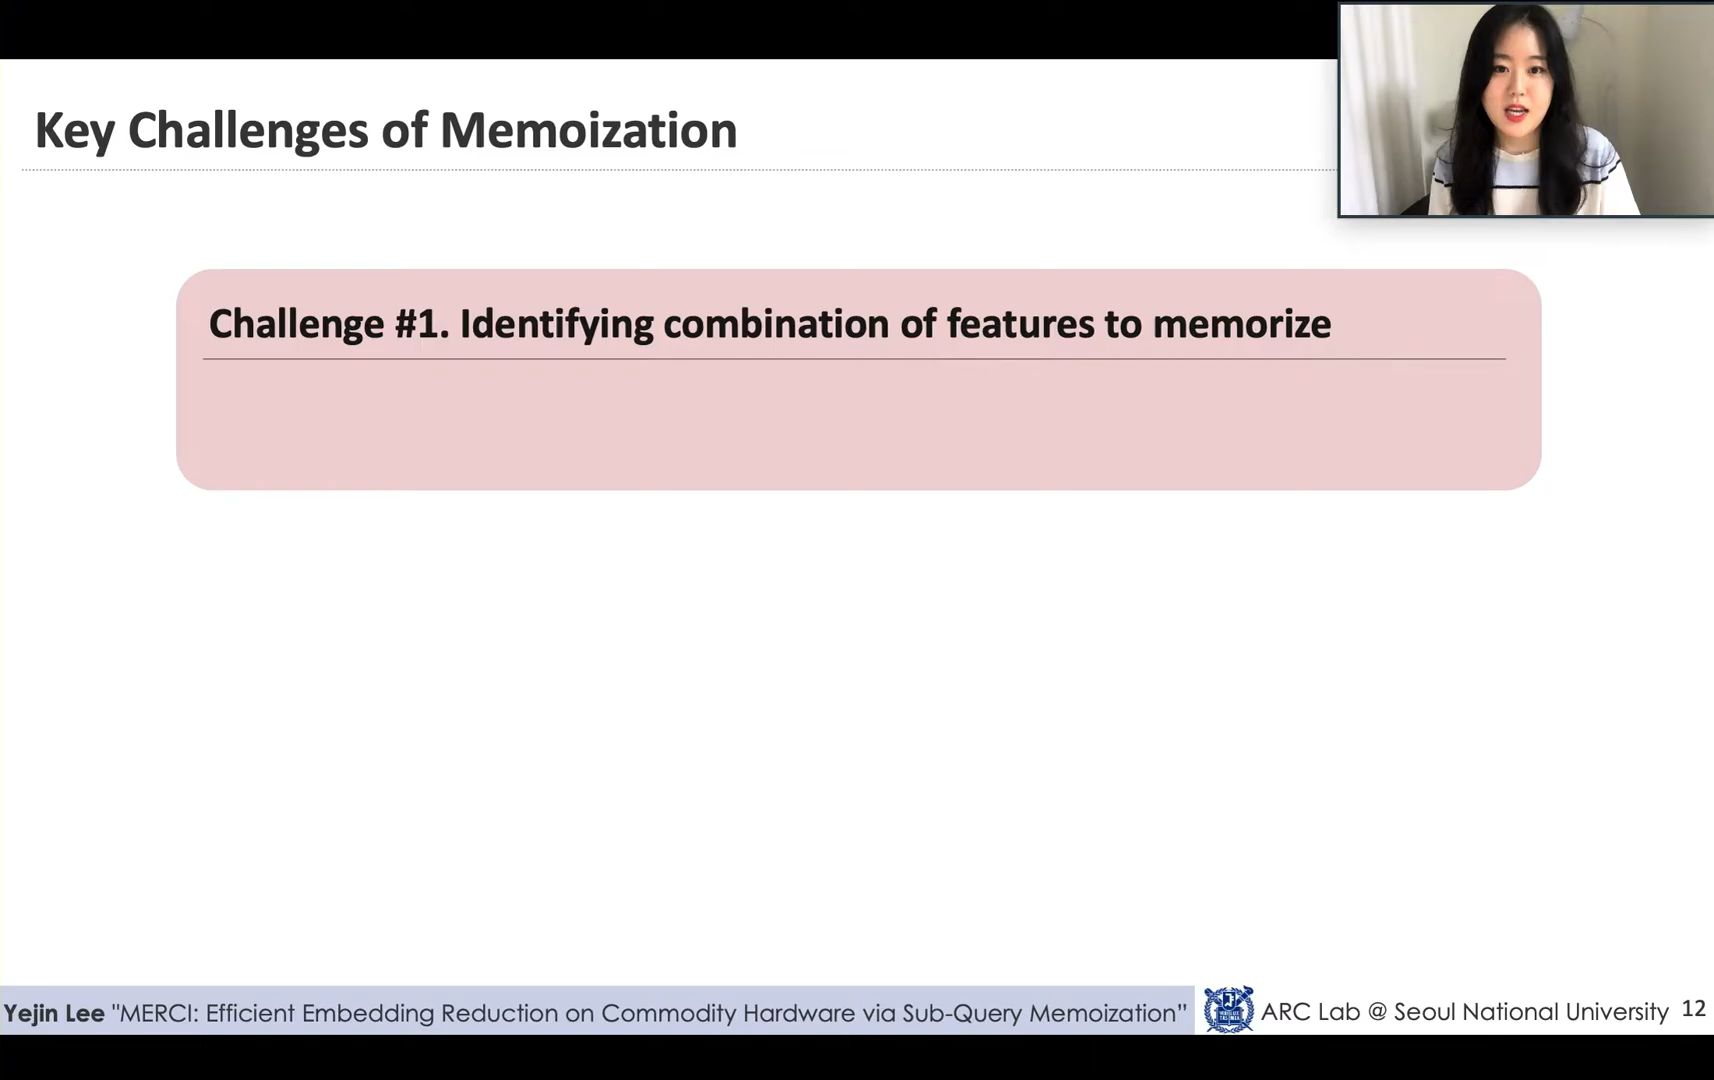 Key Challenges of Memoization
Challenge #1. Identifying combination of features to memorize
Yejin Lee "MERCI: Efficient Embedding Reduction on Commodity Hardware via Sub-Query Memoization”
ARC Lab @ Seoul National University 12